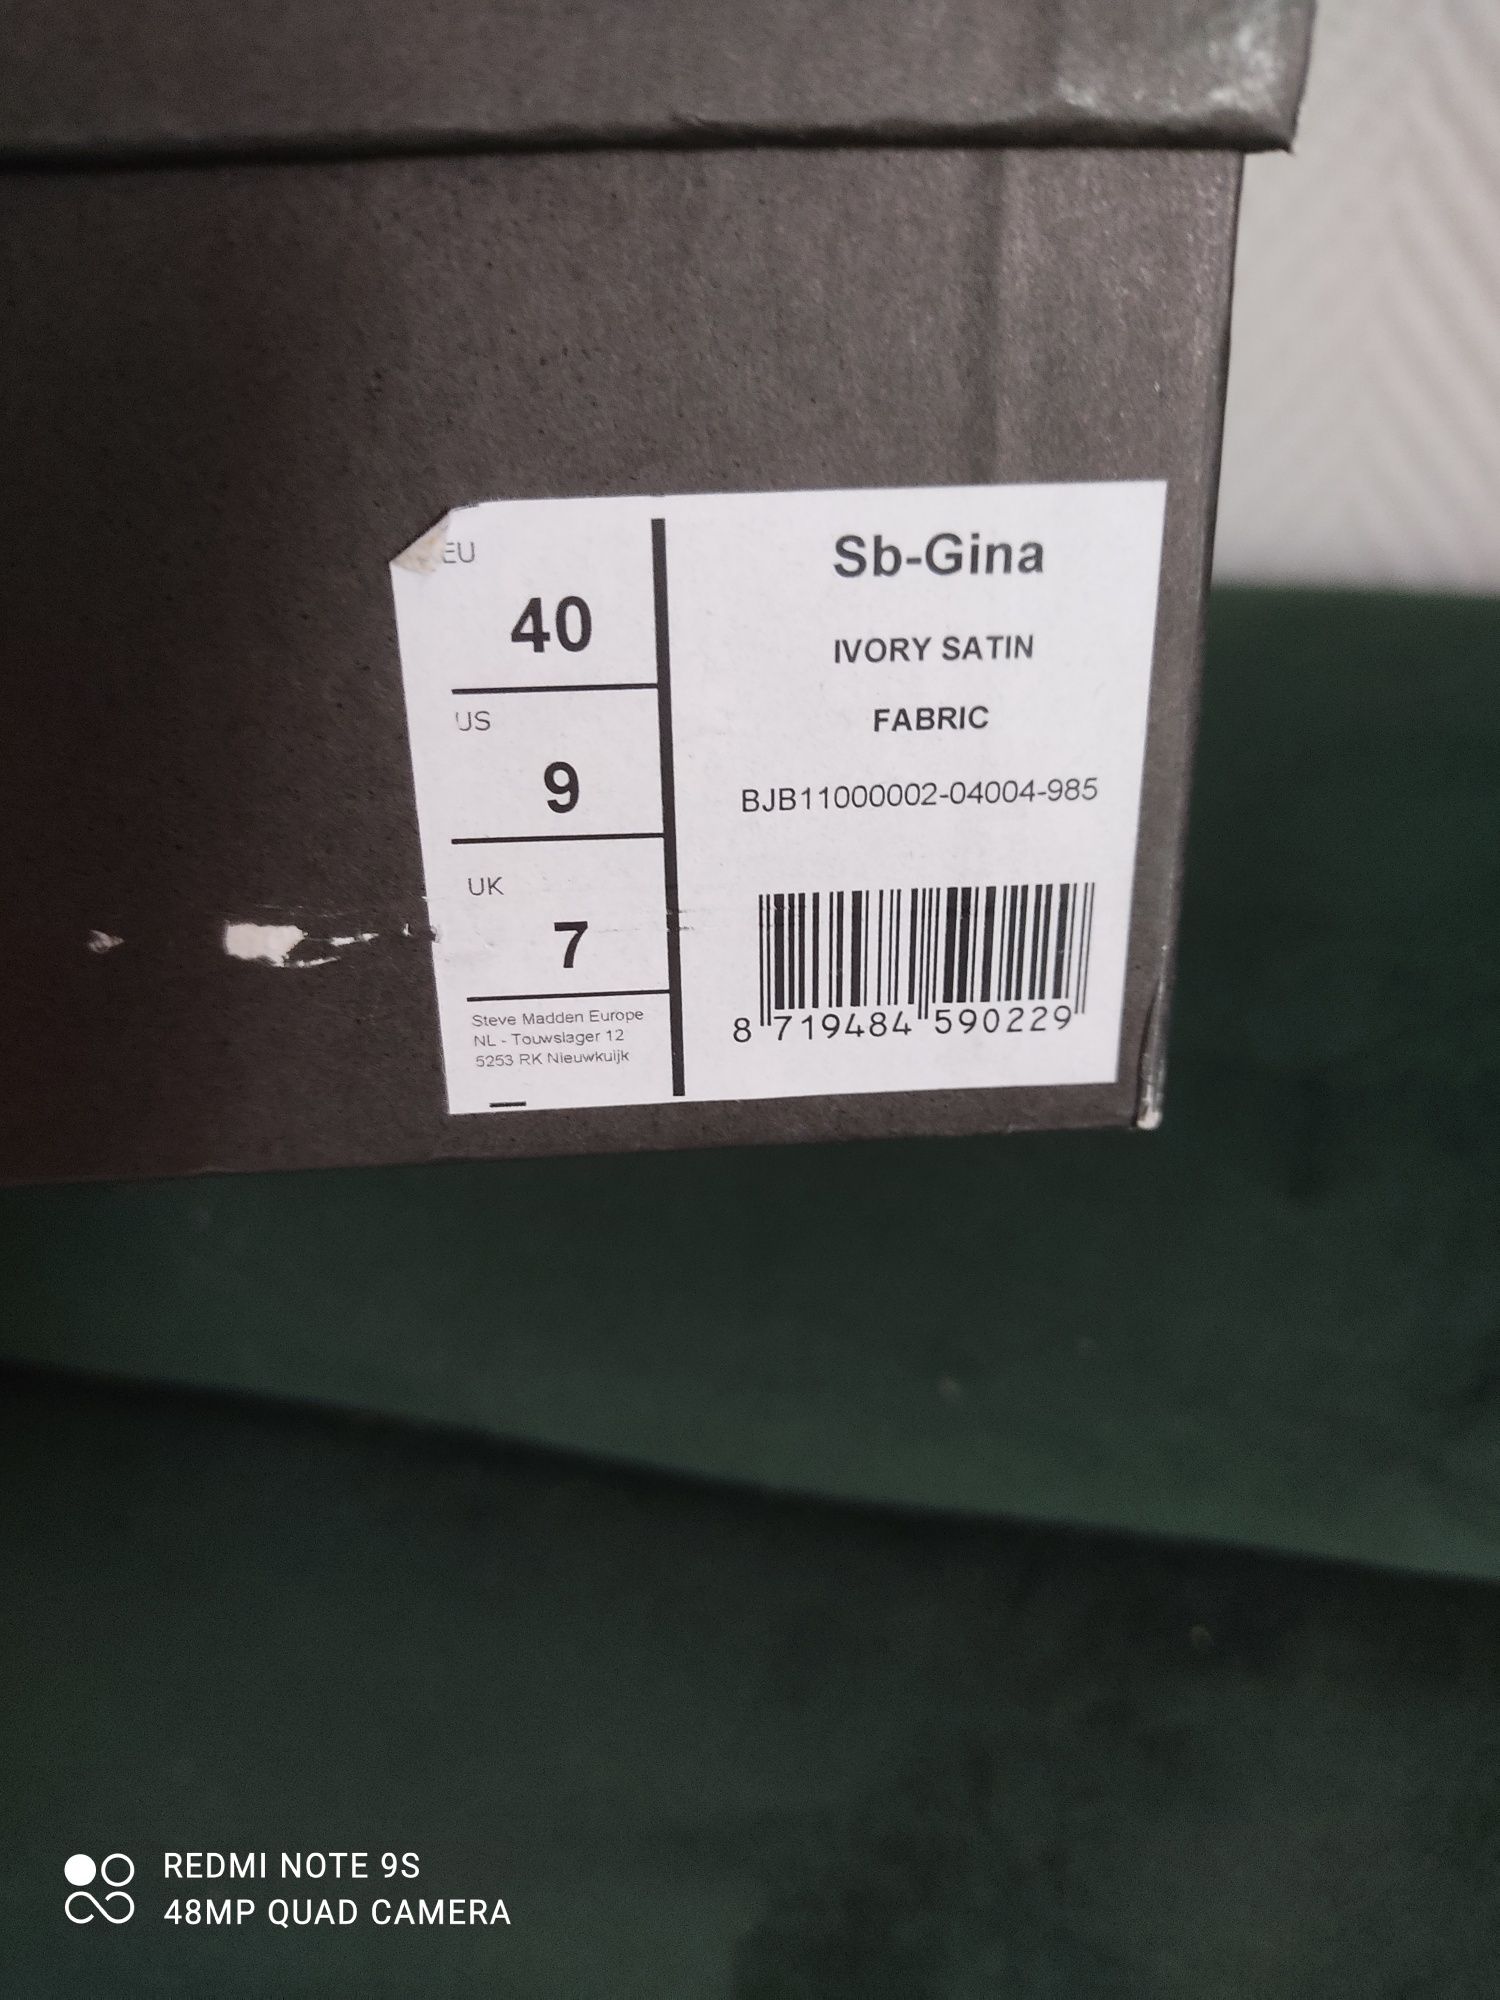 EU
40
US
9
UK
7
Steve Madden Europe
NL - Touwslager 12
5253 RK Nieuwkuijk
Sb-Gina
IVORY SATIN
FABRIC
BJB11000002-04004-985
8 719484 590229
REDMI NOTE 9S
48MP QUAD CAMERA